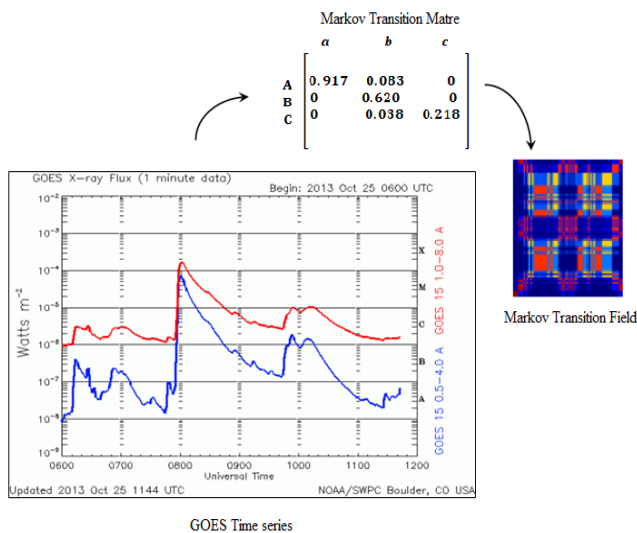 Markov Transition Matre
a b c
A 0.917 0.083 0
B 0 0.620 0
C 0 0.038 0.218
GOES X-ray Flux (1 minute data)
Begin: 2013 Oct 25 0600 UTC
10-2
10-3
10-4
10-5
10-6
10-7
10-8
10-9
Watts m-2
X
M
C
B
A
GOES 15 1.0-8.0 A
GOES 15 0.5-4.0 A
0600 0700 0800 0900 1000 1100 1200
Universal Time
Updated 2013 Oct 25 1144 UTC
NOAA/SWPC Boulder, CO USA
Markov Transition Field
GOES Time series